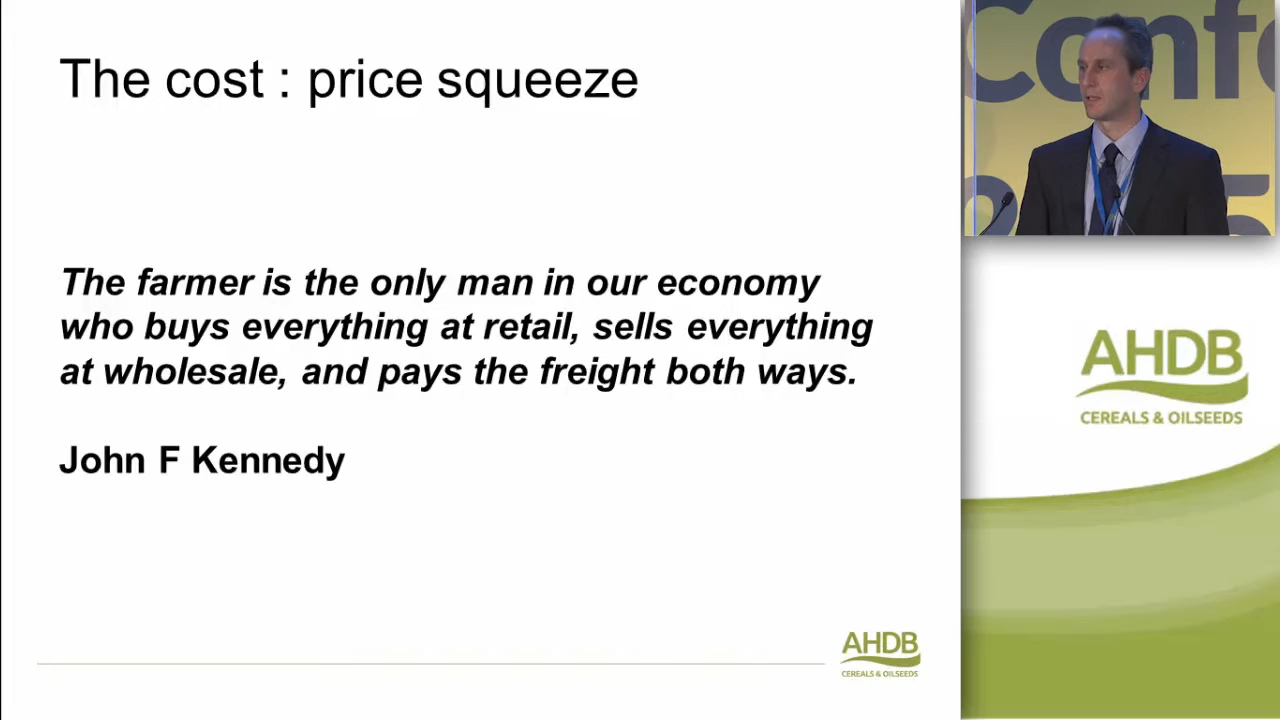 The cost : price squeeze
The farmer is the only man in our economy
who buys everything at retail, sells everything
at wholesale, and pays the freight both ways.
John F Kennedy
AHDB
CEREALS & OILSEEDS
Conf
AHDB
CEREALS & OILSEEDS